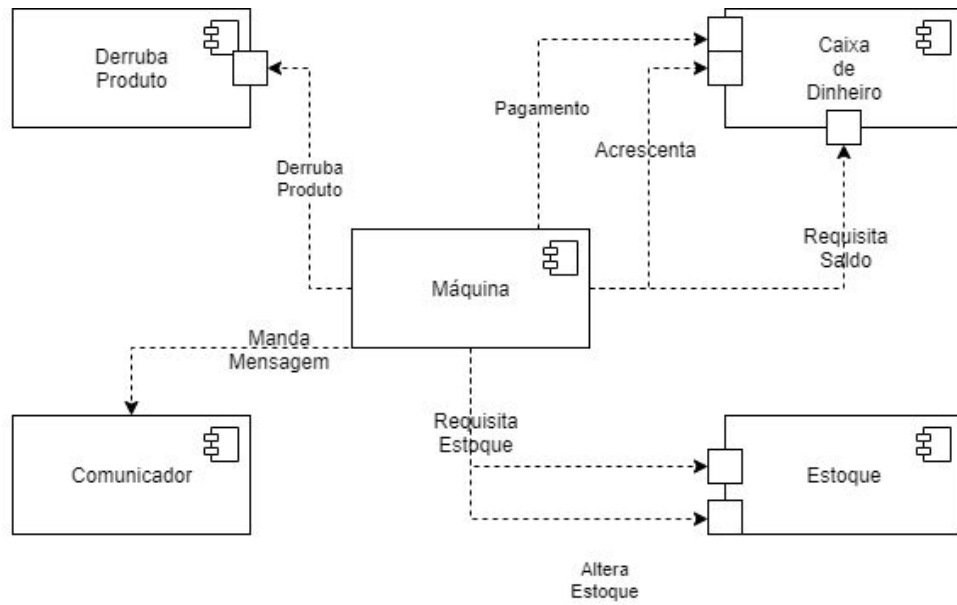 Derruba
Produto
Caixa
de
Dinheiro
Pagamento
Acrescenta
Derruba
Produto
Requisita
Saldo
Máquina
Manda
Mensagem
Requisita
Estoque
Comunicador
Estoque
Altera
Estoque